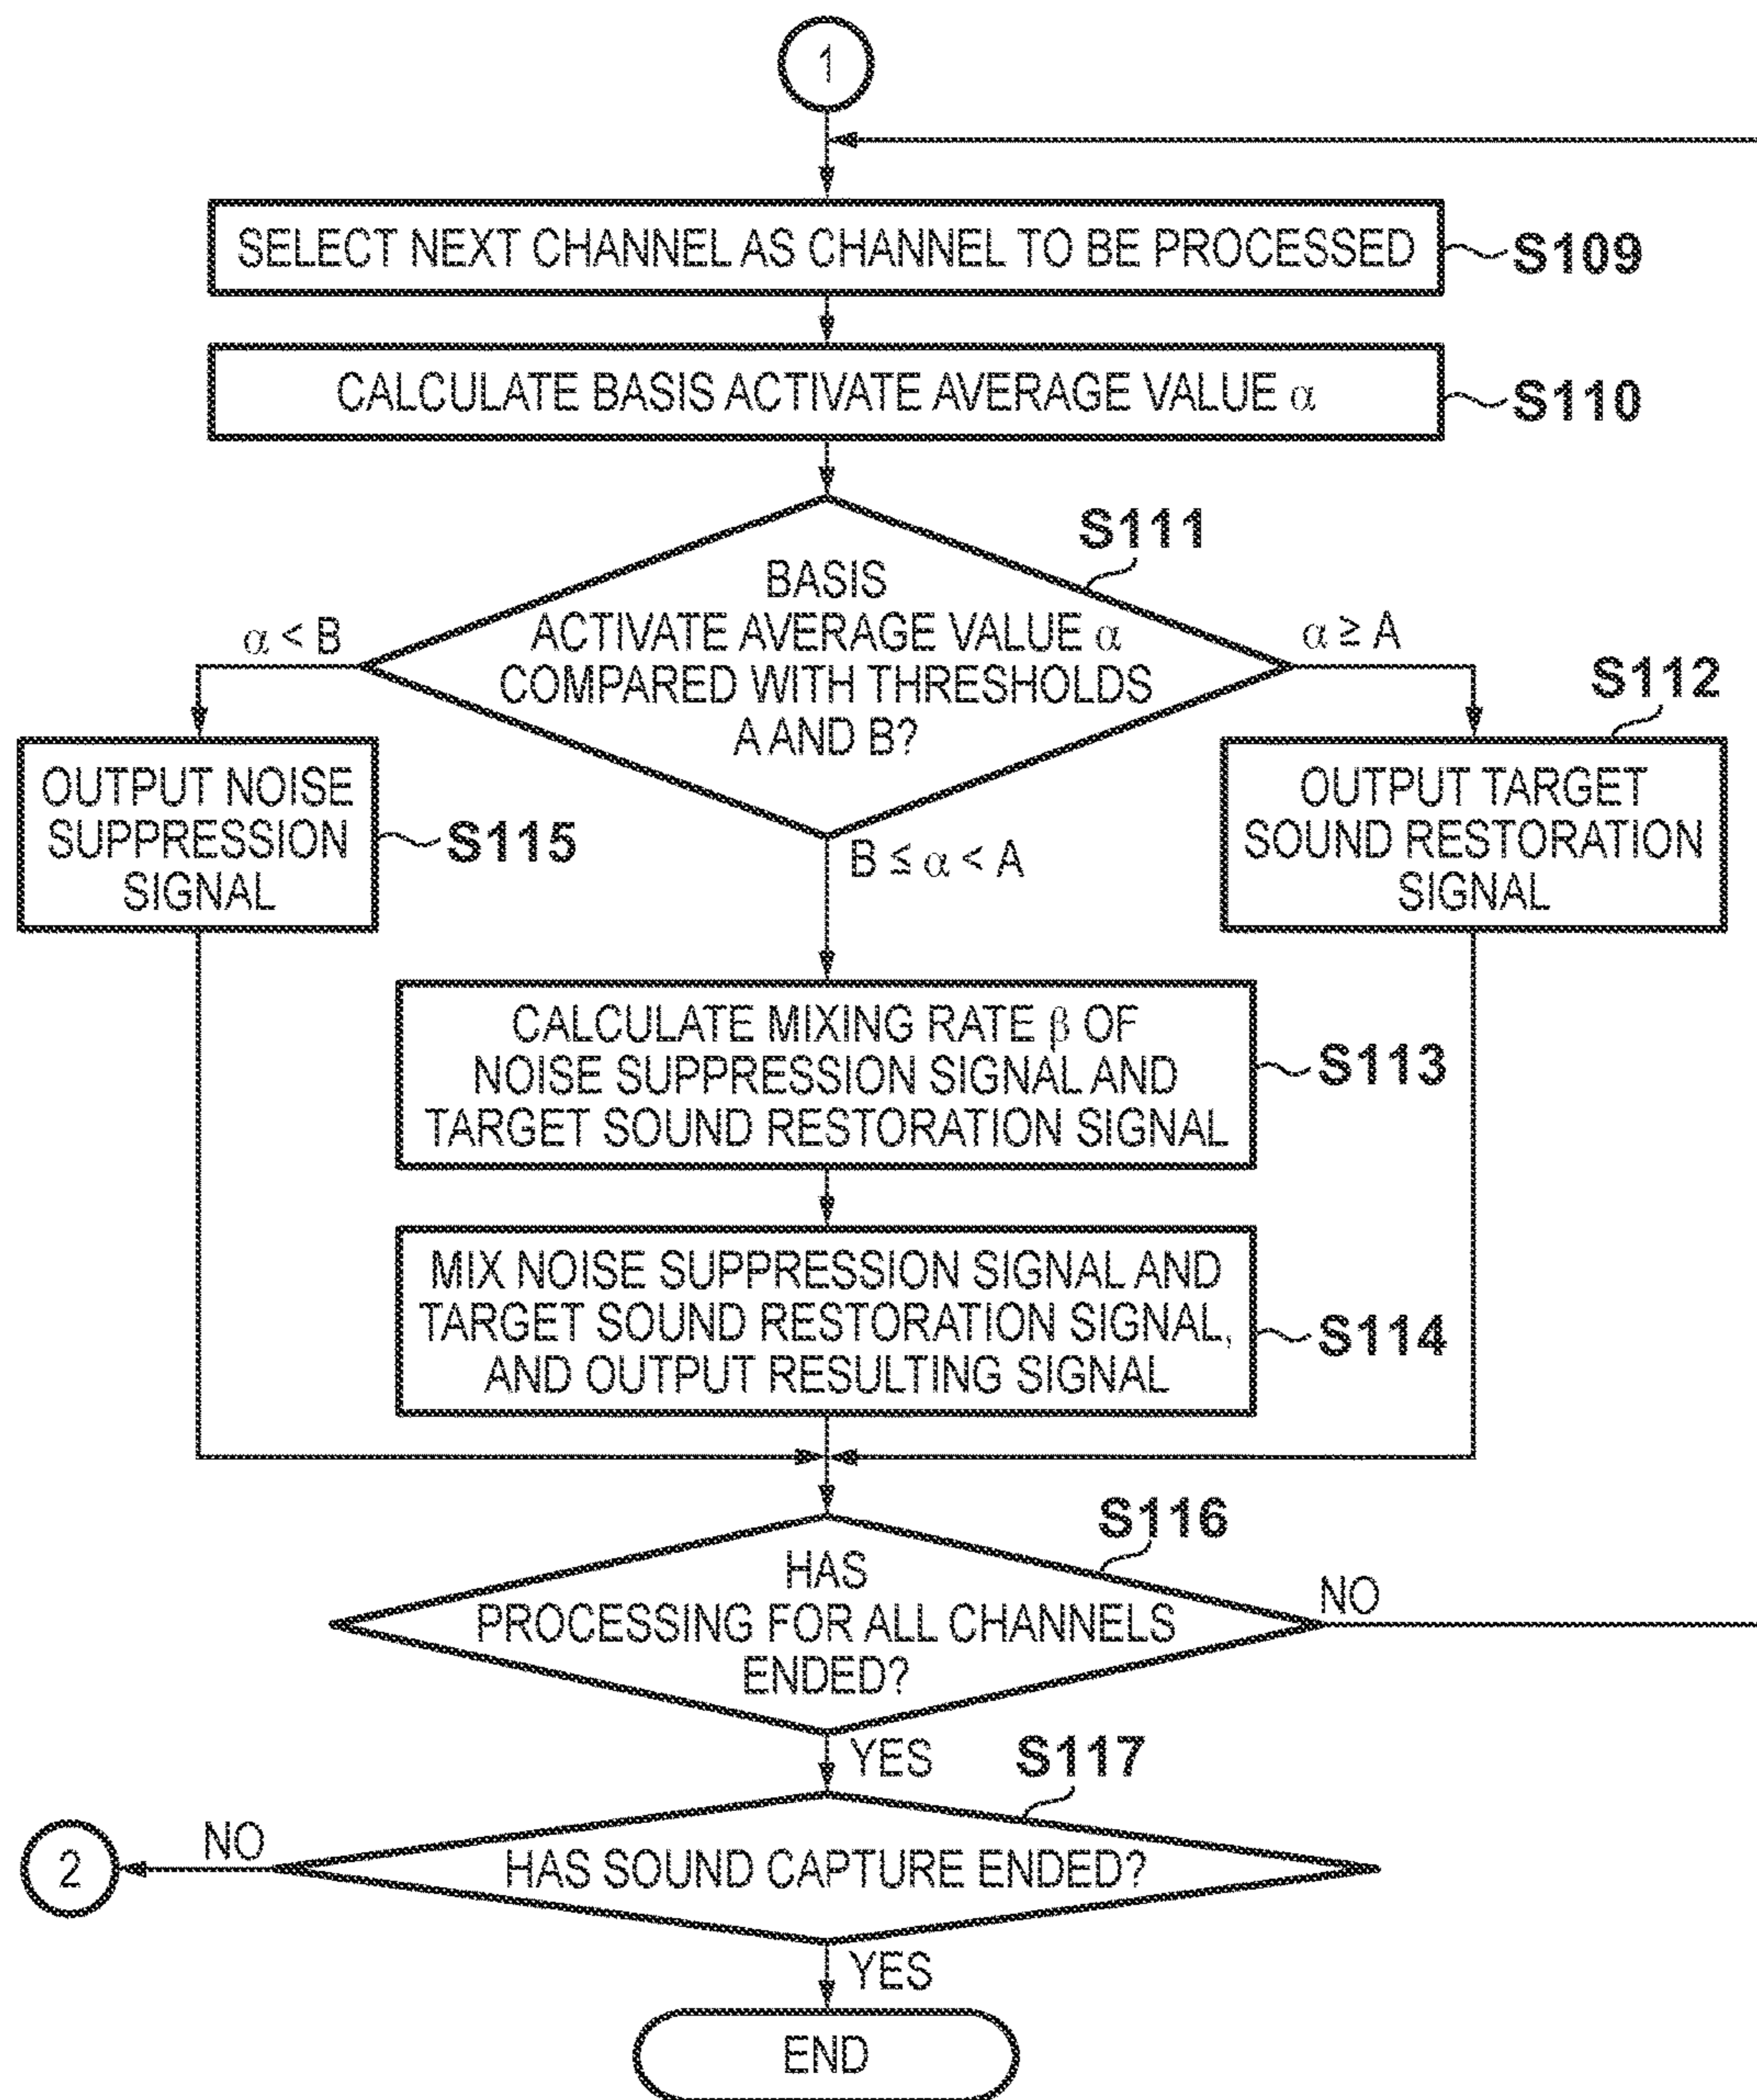 1
SELECT NEXT CHANNEL AS CHANNEL TO BE PROCESSED
S109
CALCULATE BASIS ACTIVATE AVERAGE VALUE α
S110
S111
BASIS
ACTIVATE AVERAGE VALUE α
COMPARED WITH THRESHOLDS
A AND B?
α < B
α ≥ A
S112
OUTPUT NOISE
SUPPRESSION
SIGNAL
S115
B ≤ α < A
OUTPUT TARGET
SOUND RESTORATION
SIGNAL
CALCULATE MIXING RATE β OF
NOISE SUPPRESSION SIGNAL AND
TARGET SOUND RESTORATION SIGNAL
S113
MIX NOISE SUPPRESSION SIGNAL AND
TARGET SOUND RESTORATION SIGNAL,
AND OUTPUT RESULTING SIGNAL
S114
S116
HAS
PROCESSING FOR ALL CHANNELS
ENDED?
NO
YES
S117
HAS SOUND CAPTURE ENDED?
NO
2
YES
END